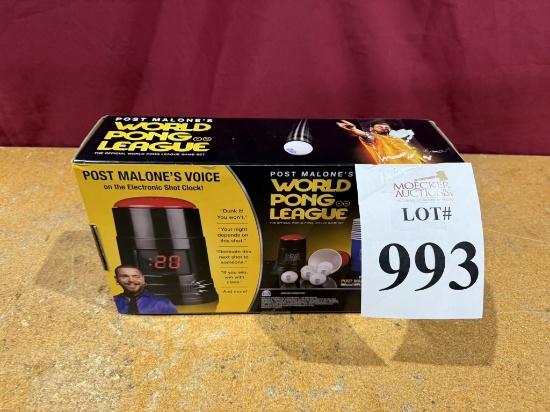 POST MALONE'S
WORLD
PONG
LEAGUE
THE OFFICIAL WORLD PONG LEAGUE GAME SET
POST MALONE'S VOICE
on the Electronic Shot Clock!
"Dunk it!
You won't."
"Your night
depends on
this shot."
"Dominate this
next shot to
someone."
"If you win,
win with
class."
And more!
:20
POST MALONE'S
WORLD
PONG
LEAGUE
MOECKER
AUCTIONS
LOT#
993